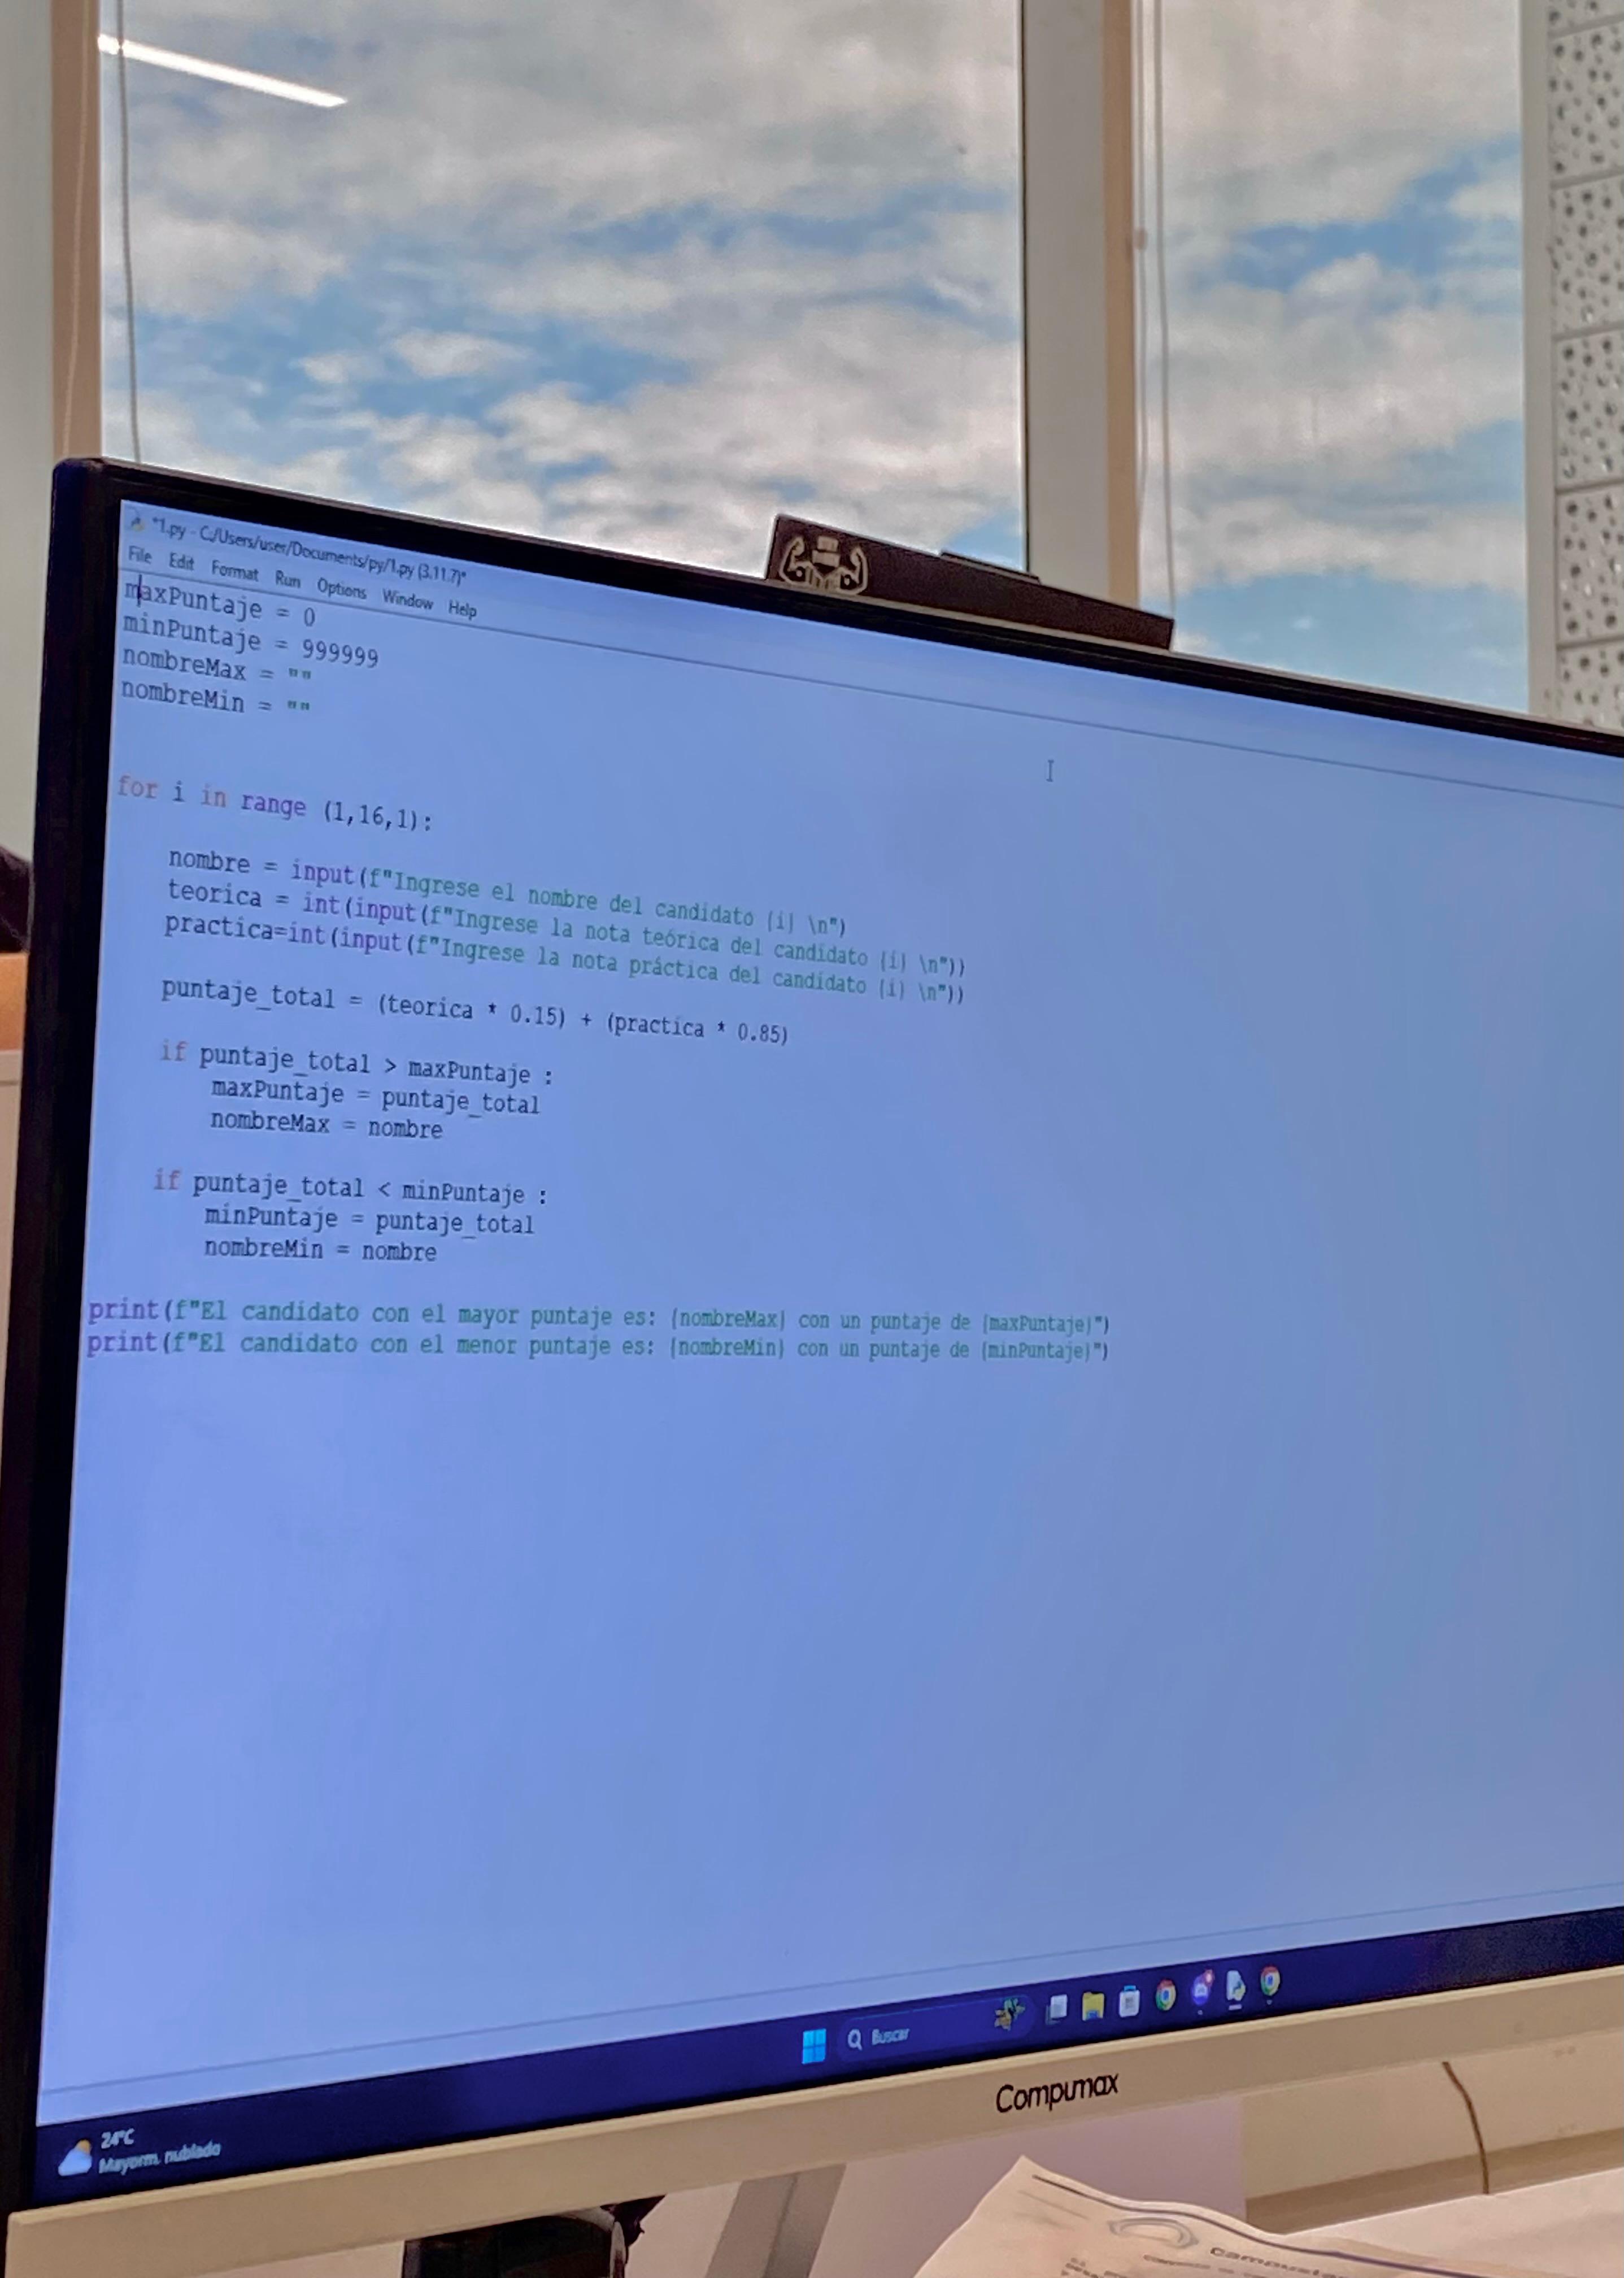 *1.py - C:/Users/user/Documents/py/1.py (3.11.7)*
File Edit Format Run Options Window Help
maxPuntaje = 0
minPuntaje = 999999
nombreMax = ""
nombreMin = ""
for i in range (1,16,1):
nombre = input(f"Ingrese el nombre del candidato {i} \n")
teorica = int(input(f"Ingrese la nota teórica del candidato {i} \n"))
practica=int(input(f"Ingrese la nota práctica del candidato {i} \n"))
puntaje_total = (teorica * 0.15) + (practica * 0.85)
if puntaje_total > maxPuntaje :
maxPuntaje = puntaje_total
nombreMax = nombre
if puntaje_total < minPuntaje :
minPuntaje = puntaje_total
nombreMin = nombre
print(f"El candidato con el mayor puntaje es: {nombreMax} con un puntaje de {maxPuntaje}")
print(f"El candidato con el menor puntaje es: {nombreMin} con un puntaje de {minPuntaje}")
Buscar
24°C
Mayorm. nublado
Compumax